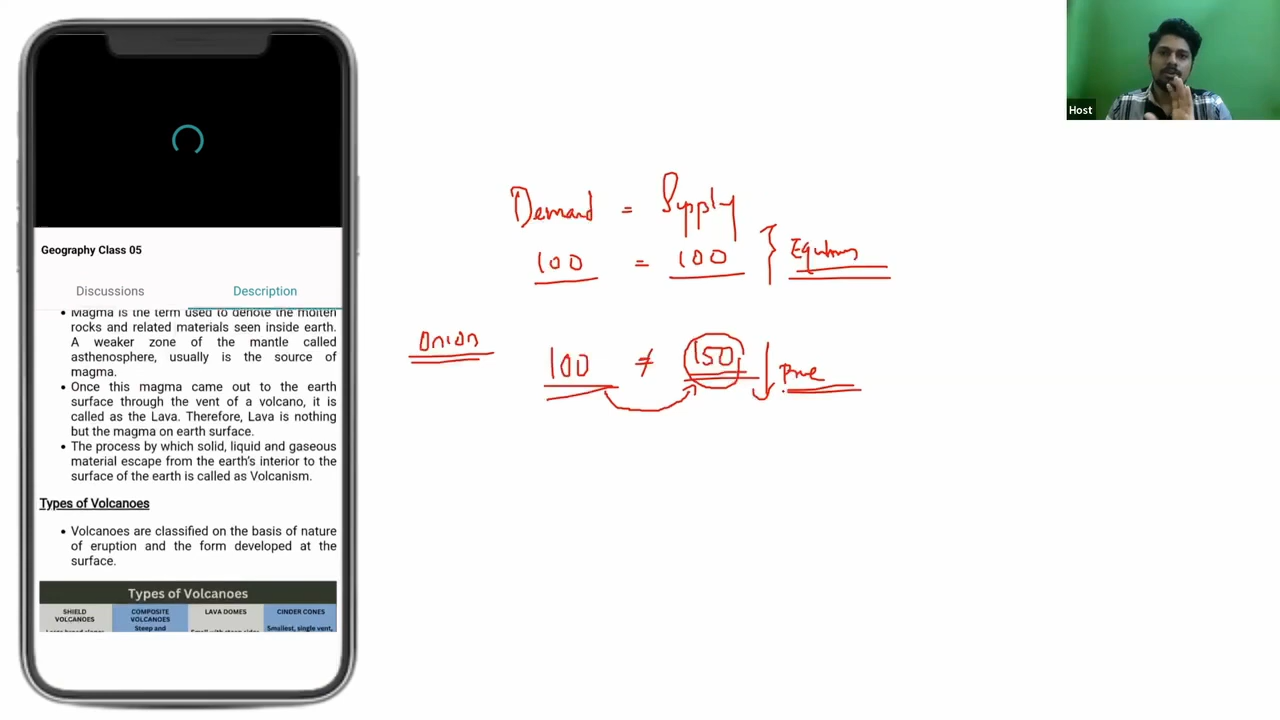 Geography Class 05
Discussions Description
• Magma is the term used to denote the molten
rocks and related materials seen inside earth.
A weaker zone of the mantle called
asthenosphere, usually is the source of
magma.
• Once this magma came out to the earth
surface through the vent of a volcano, it is
called as the Lava. Therefore, Lava is nothing
but the magma on earth surface.
• The process by which solid, liquid and gaseous
material escape from the earth's interior to the
surface of the earth is called as Volcanism.
Types of Volcanoes
• Volcanoes are classified on the basis of nature
of eruption and the form developed at the
surface.
Types of Volcanoes
SHIELD
VOLCANOES
COMPOSITE
VOLCANOES
Steep and
LAVA DOMES
CINDER CONES
Smallest, single vent,
Demand = Supply
100 = 100
Onion
100 ≠ 150
Host